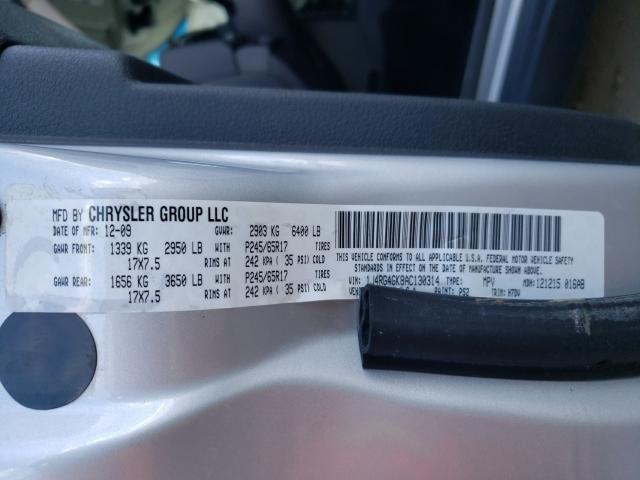 MFD BY CHRYSLER GROUP LLC
DATE OF MFR: 12-09 GVWR: 2903 KG 6400 LB
GAWR FRONT: 1339 KG 2950 LB WITH P245/65R17 TIRES
17X7.5 RIMS AT 242 KPA ( 35 PSI) COLD
GAWR REAR: 1656 KG 3650 LB WITH P245/65R17 TIRES
17X7.5 RIMS AT 242 KPA ( 35 PSI) COLD
THIS VEHICLE CONFORMS TO ALL APPLICABLE U.S.A. FEDERAL MOTOR VEHICLE SAFETY
STANDARDS IN EFFECT ON THE DATE OF MANUFACTURE SHOWN ABOVE.
VIN: 1J4RG4GK8AC130314 TYPE: MPV MDH: 121215 016AB
PAINT: PS2 TRIM: H7DV